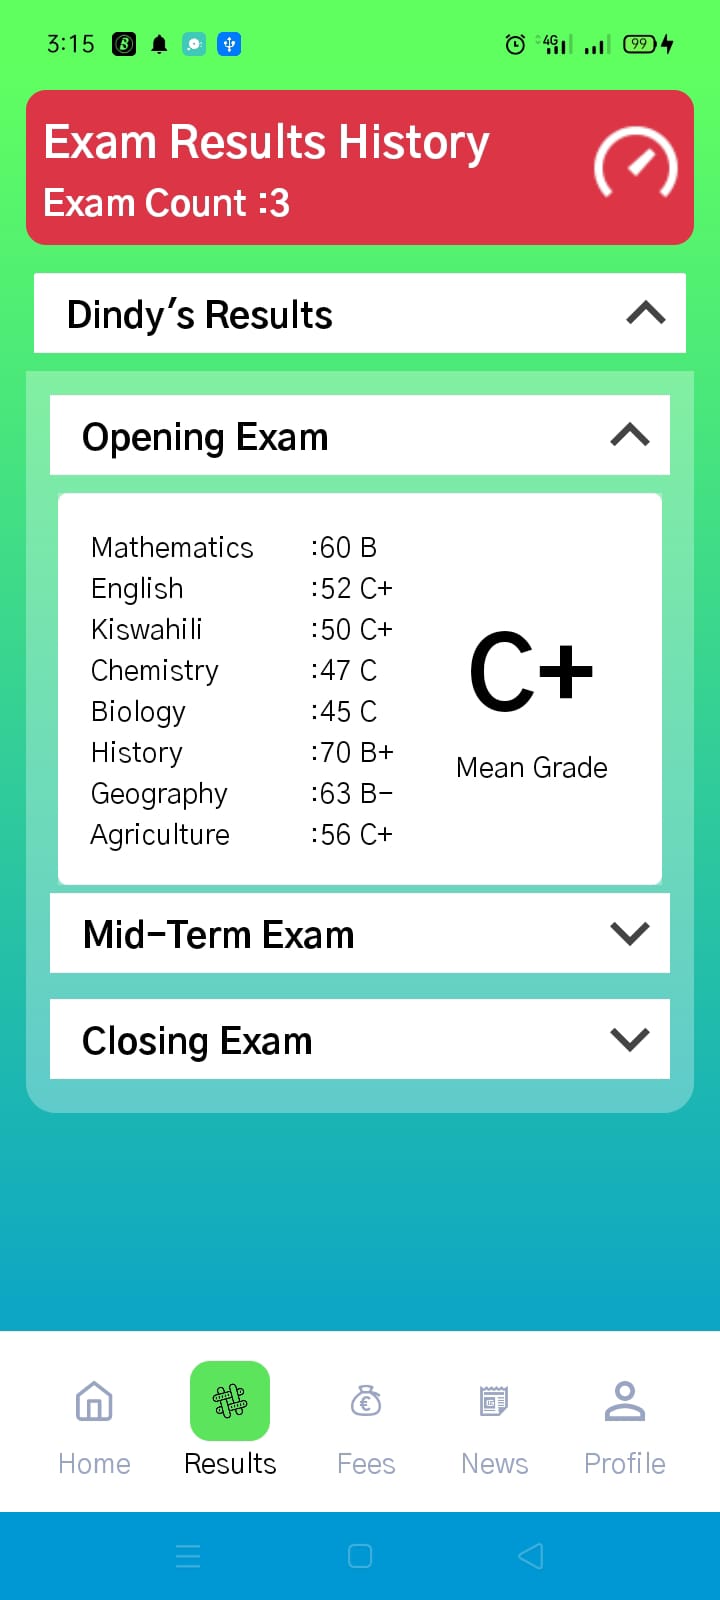 3:15
4G
99
Exam Results History
Exam Count :3
Dindy's Results
Opening Exam
Mathematics :60 B
English :52 C+
Kiswahili :50 C+
Chemistry :47 C
Biology :45 C
History :70 B+
Geography :63 B-
Agriculture :56 C+
C+
Mean Grade
Mid-Term Exam
Closing Exam
Home
Results
Fees
News
Profile